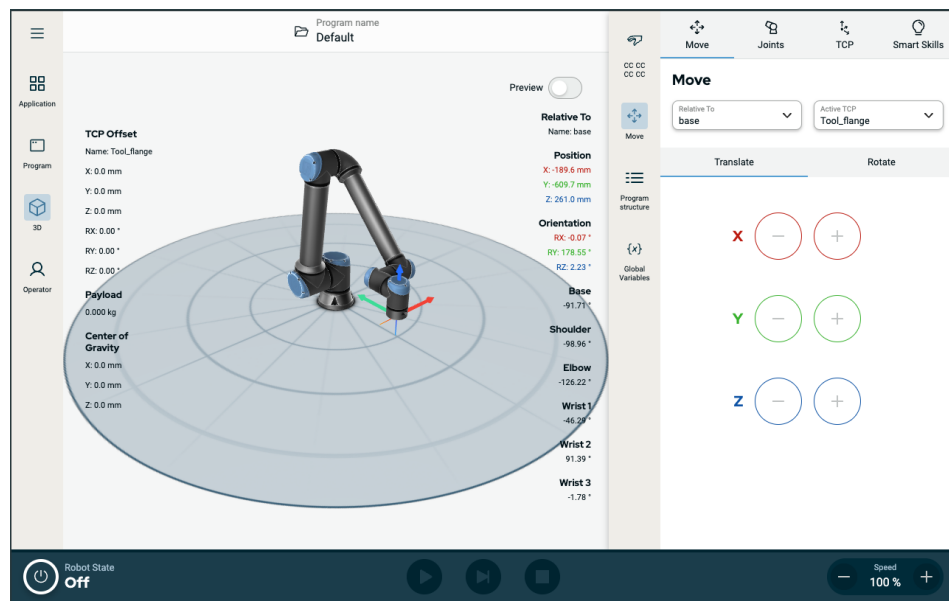 Program name
Default
Application
Program
3D
Operator
Preview
TCP Offset
Name: Tool_flange
X: 0.0 mm
Y: 0.0 mm
Z: 0.0 mm
RX: 0.00 °
RY: 0.00 °
RZ: 0.00 °
Payload
0.000 kg
Center of
Gravity
X: 0.0 mm
Y: 0.0 mm
Z: 0.0 mm
Relative To
Name: base
Position
X: -189.6 mm
Y: -609.7 mm
Z: 261.0 mm
Orientation
RX: -0.07 °
RY: 178.55 °
RZ: 2.23 °
Base
-91.71 °
Shoulder
-98.96 °
Elbow
-126.22 °
Wrist 1
-46.29 °
Wrist 2
91.39 °
Wrist 3
-1.78 °
CC CC
CC CC
Move
Program
structure
{x}
Global
Variables
Move
Joints
TCP
Smart Skills
Move
Relative To
base
Active TCP
Tool_flange
Translate
Rotate
X − +
Y − +
Z − +
Robot State
Off
Speed
− 100 % +